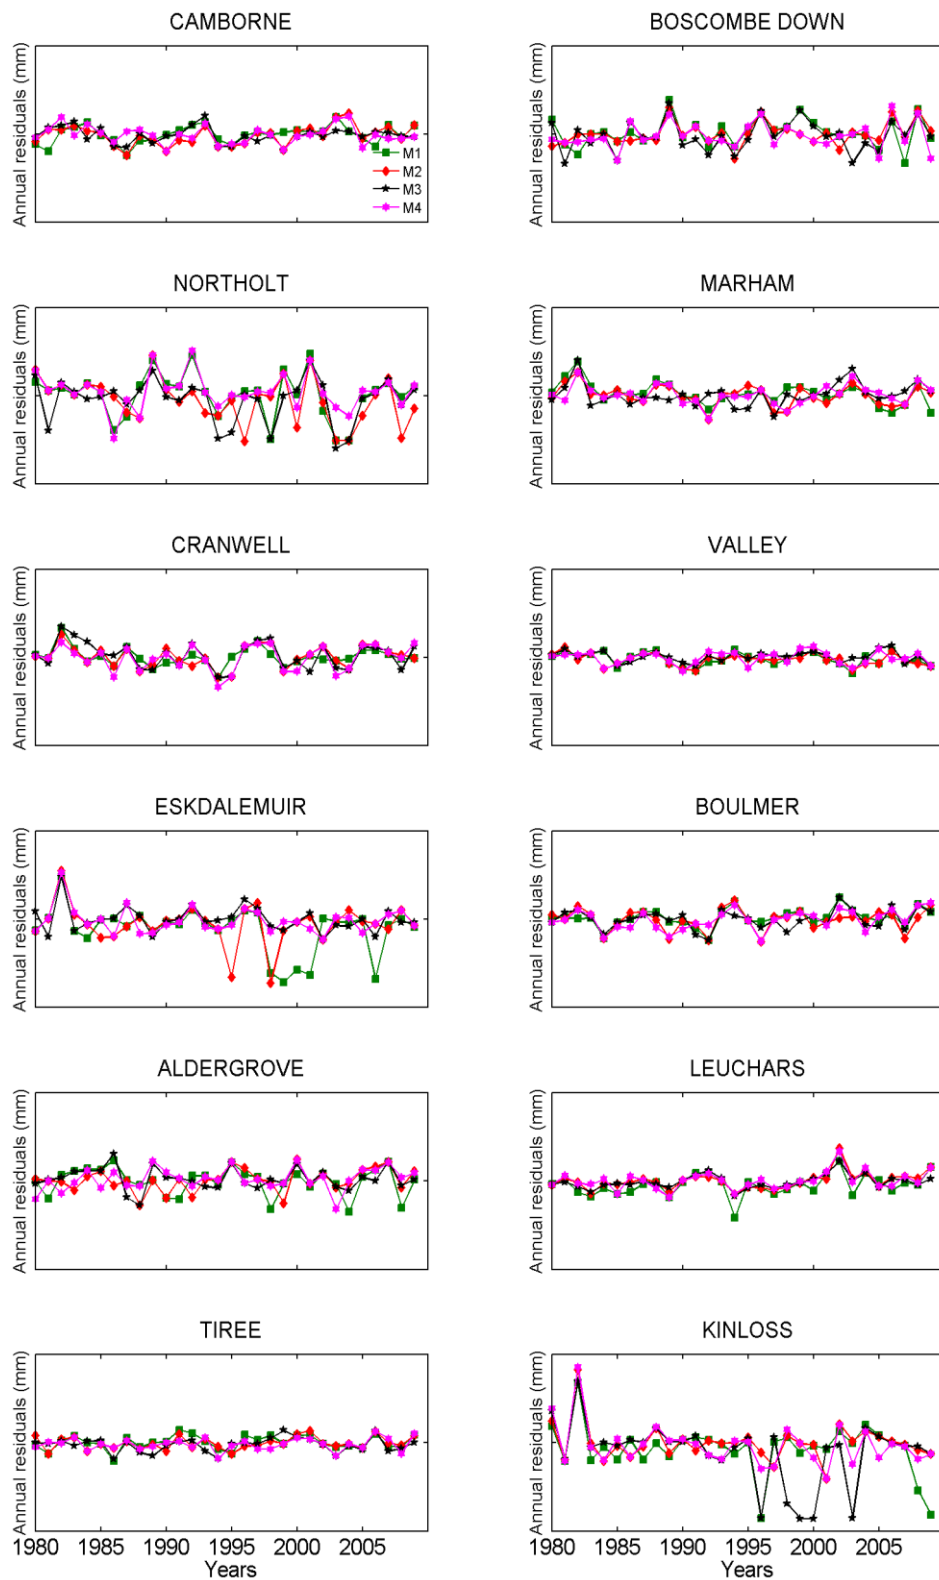 CAMBORNE
BOSCOMBE DOWN
Annual residuals (mm)
M1
M2
M3
M4
Annual residuals (mm)
NORTHOLT
MARHAM
Annual residuals (mm)
Annual residuals (mm)
CRANWELL
VALLEY
Annual residuals (mm)
Annual residuals (mm)
ESKDALEMUIR
BOULMER
Annual residuals (mm)
Annual residuals (mm)
ALDERGROVE
LEUCHARS
Annual residuals (mm)
Annual residuals (mm)
TIREE
KINLOSS
Annual residuals (mm)
Annual residuals (mm)
1980 1985 1990 1995 2000 2005
1980 1985 1990 1995 2000 2005
Years
Years